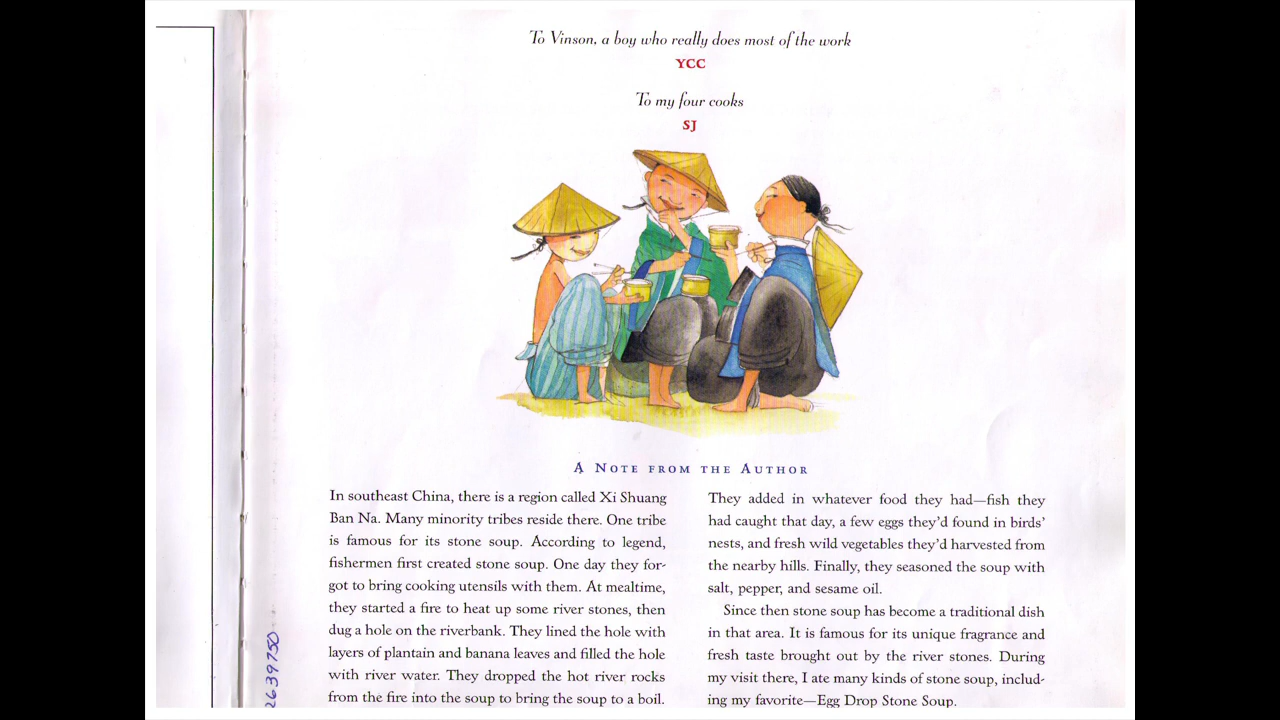 To Vinson, a boy who really does most of the work
YCC
To my four cooks
SJ
A Note from the Author
In southeast China, there is a region called Xi Shuang
Ban Na. Many minority tribes reside there. One tribe
is famous for its stone soup. According to legend,
fishermen first created stone soup. One day they for-
got to bring cooking utensils with them. At mealtime,
they started a fire to heat up some river stones, then
dug a hole on the riverbank. They lined the hole with
layers of plantain and banana leaves and filled the hole
with river water. They dropped the hot river rocks
from the fire into the soup to bring the soup to a boil.
They added in whatever food they had—fish they
had caught that day, a few eggs they'd found in birds'
nests, and fresh wild vegetables they'd harvested from
the nearby hills. Finally, they seasoned the soup with
salt, pepper, and sesame oil.
Since then stone soup has become a traditional dish
in that area. It is famous for its unique fragrance and
fresh taste brought out by the river stones. During
my visit there, I ate many kinds of stone soup, includ-
ing my favorite—Egg Drop Stone Soup.
2639750